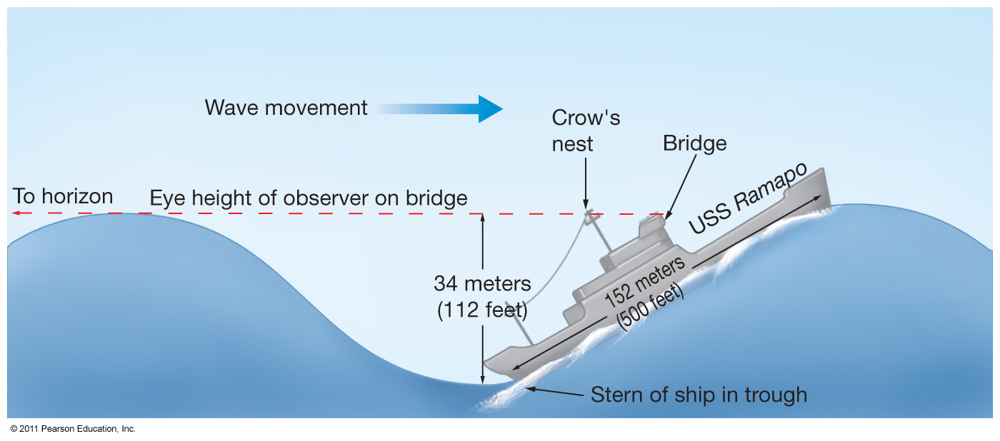 Wave movement
Crow's
nest
Bridge
USS Ramapo
To horizon
Eye height of observer on bridge
34 meters
(112 feet)
152 meters
(500 feet)
Stern of ship in trough
© 2011 Pearson Education, Inc.